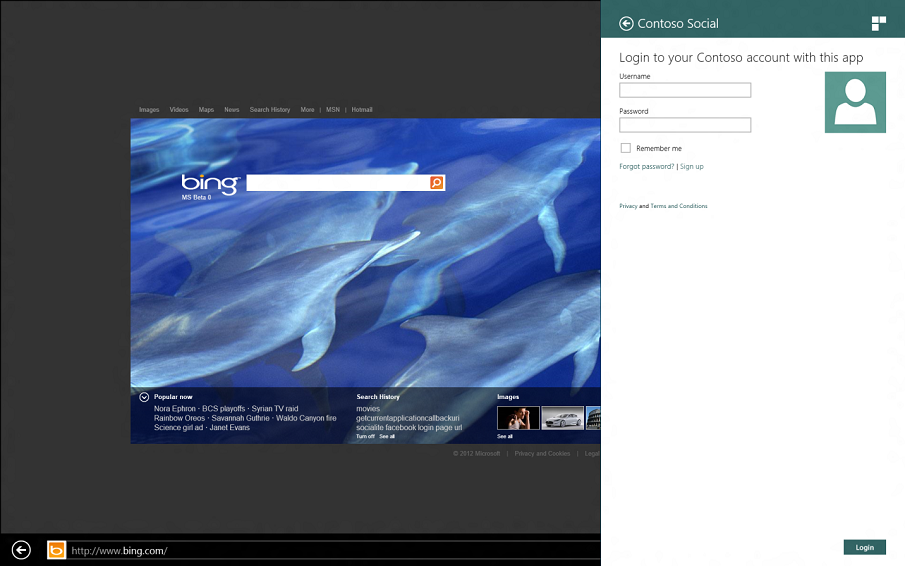 Images Videos Maps News Search History More | MSN | Hotmail
bing
MS Beta 0
Popular now
Nora Ephron · BCS playoffs · Syrian TV raid
Rainbow Oreos · Savannah Guthrie · Waldo Canyon fire
Science girl ad · Janet Evans
Search History
movies
getcurrentapplicationcallbackuri
socialite facebook login page url
Turn off See all
Images
See all
© 2012 Microsoft | Privacy and Cookies | Legal
http://www.bing.com/
Contoso Social
Login to your Contoso account with this app
Username
Password
Remember me
Forgot password? | Sign up
Privacy and Terms and Conditions
Login